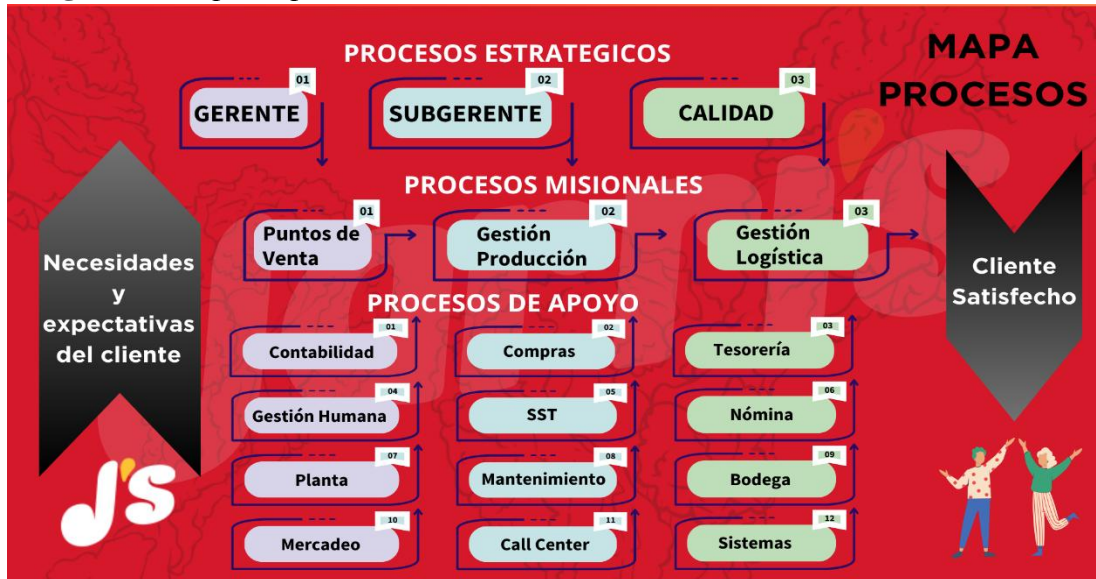 MAPA
PROCESOS
PROCESOS ESTRATEGICOS
01
GERENTE
02
SUBGERENTE
03
CALIDAD
PROCESOS MISIONALES
01
Puntos de
Venta
02
Gestión
Producción
03
Gestión
Logística
PROCESOS DE APOYO
01
Contabilidad
02
Compras
03
Tesorería
04
Gestión Humana
05
SST
06
Nómina
07
Planta
08
Mantenimiento
09
Bodega
10
Mercadeo
11
Call Center
12
Sistemas
Necesidades
y
expectativas
del cliente
Cliente
Satisfecho
J's